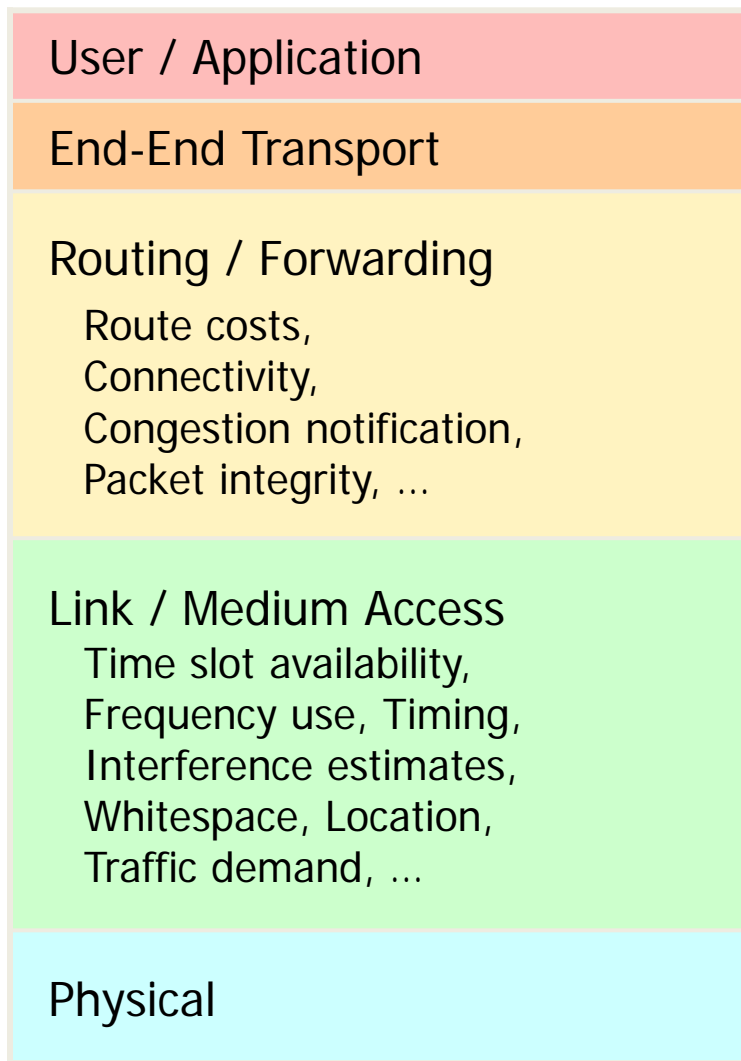 User / Application
End-End Transport
Routing / Forwarding
Route costs,
Connectivity,
Congestion notification,
Packet integrity, ...
Link / Medium Access
Time slot availability,
Frequency use, Timing,
Interference estimates,
Whitespace, Location,
Traffic demand, ...
Physical